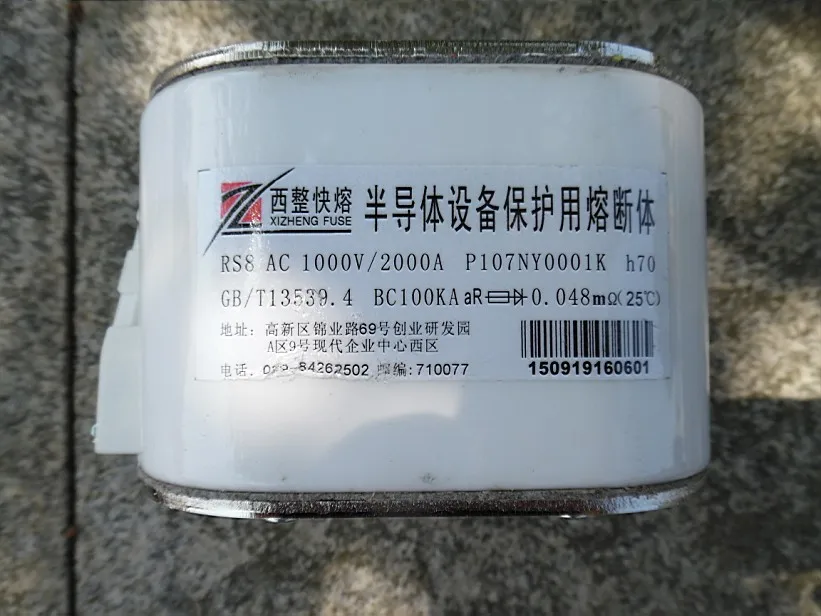 西整快熔
XIZHENG FUSE
半导体设备保护用熔断体
RS8 AC 1000V/2000A P107NY0001K h70
GB/T13539.4 BC100KA aR 0.048mΩ(25℃)
地址: 高新区锦业路69号创业研发园
A区9号现代企业中心西区
电话. 84262502 邮编:710077
150919160601